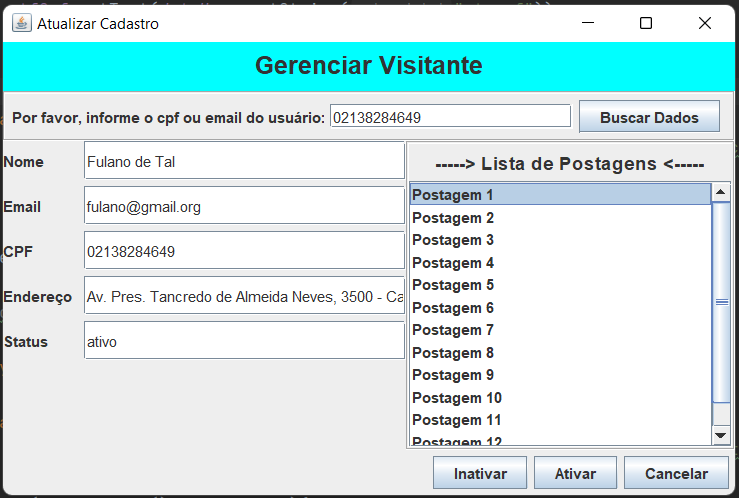 Atualizar Cadastro
Gerenciar Visitante
Por favor, informe o cpf ou email do usuário: 02138284649 Buscar Dados
Nome Fulano de Tal
Email fulano@gmail.org
CPF 02138284649
Endereço Av. Pres. Tancredo de Almeida Neves, 3500 - Ca
Status ativo
-----> Lista de Postagens <-----
Postagem 1
Postagem 2
Postagem 3
Postagem 4
Postagem 5
Postagem 6
Postagem 7
Postagem 8
Postagem 9
Postagem 10
Postagem 11
Postagem 12
Inativar Ativar Cancelar